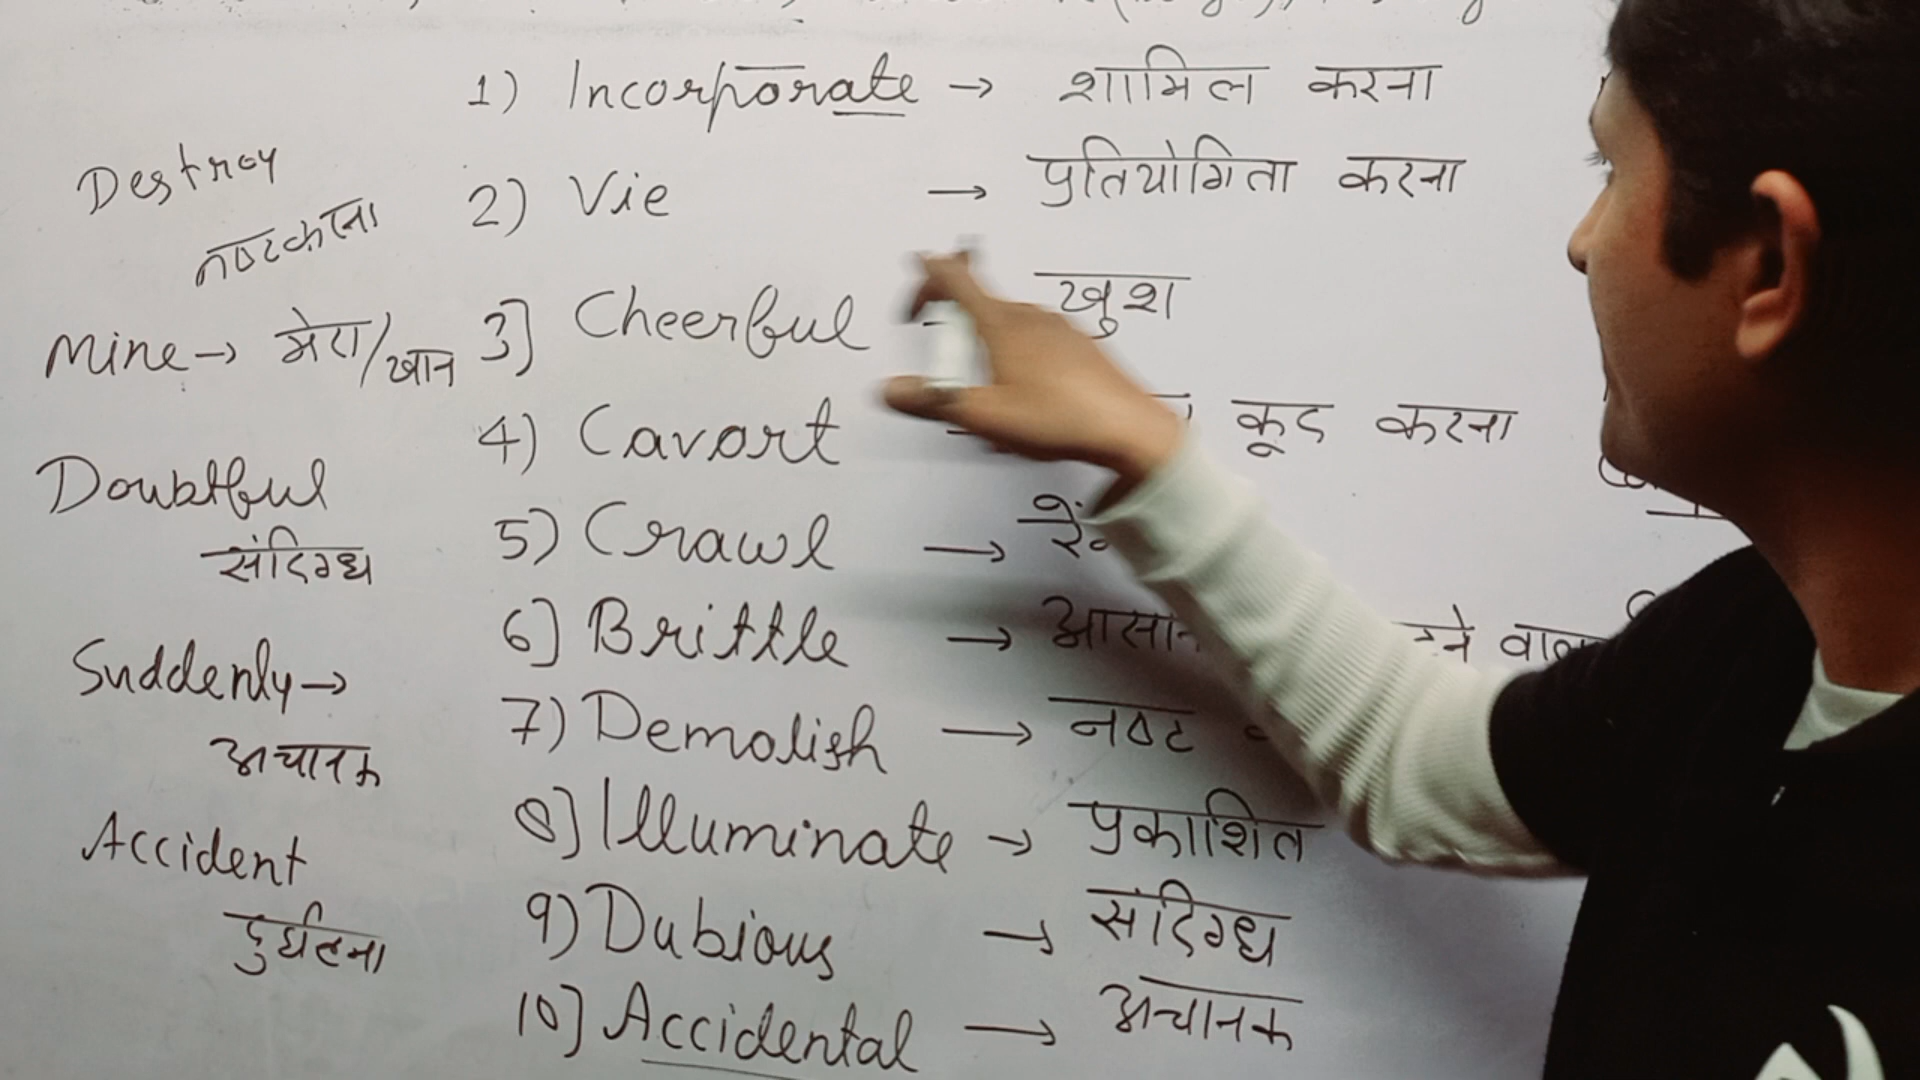 1) Incorporate → शामिल करना
Destroy
नष्ट करना
2) Vie → प्रतियोगिता करना
Mine → मेरा/खान
3] Cheerful → खुश
4) Cavort → कूद करना
Doubtful
संदिग्ध
5) Crawl →
6] Brittle →
Suddenly →
अचानक
7) Demolish → नष्ट
8] Illuminate → प्रकाशित
Accident
दुर्घटना
9) Dubious → संदिग्ध
10] Accidental → अचानक